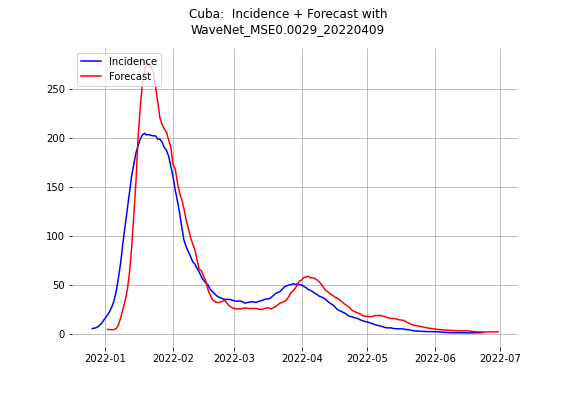 Cuba:  Incidence + Forecast with
WaveNet_MSE0.0029_20220409
Incidence
Forecast
250
200
150
100
50
0
2022-01 2022-02 2022-03 2022-04 2022-05 2022-06 2022-07